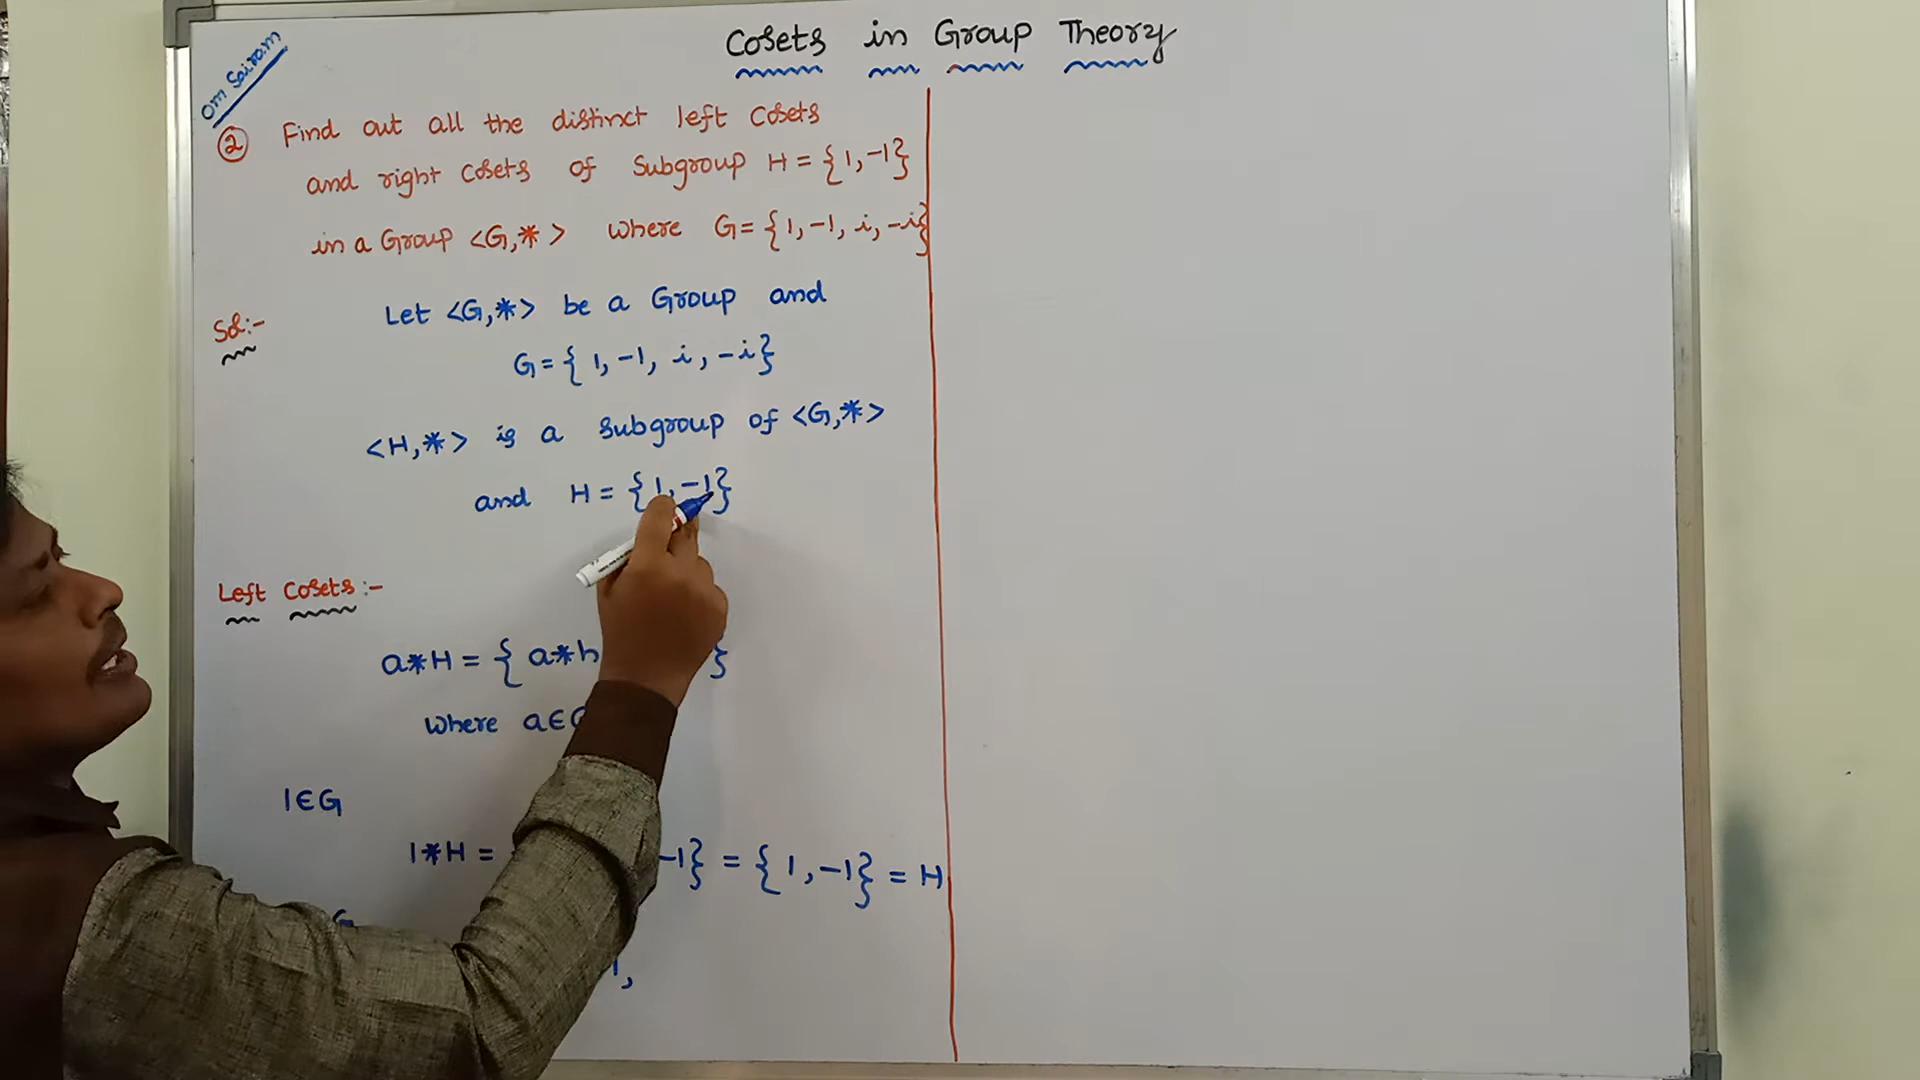 Cosets in Group Theory
Om Sairam
② Find out all the distinct left Cosets
and right Cosets of Subgroup H = {1, -1}
in a Group <G,*> where G = {1, -1, i, -i}
Sol:-
Let <G,*> be a Group and
G = {1, -1, i, -i}
<H,*> is a Subgroup of <G,*>
and H = {1, -1}
Left Cosets :-
a*H = { a*h }
where a∈G
1∈G
1*H = -1} = {1, -1} = H
G
1,